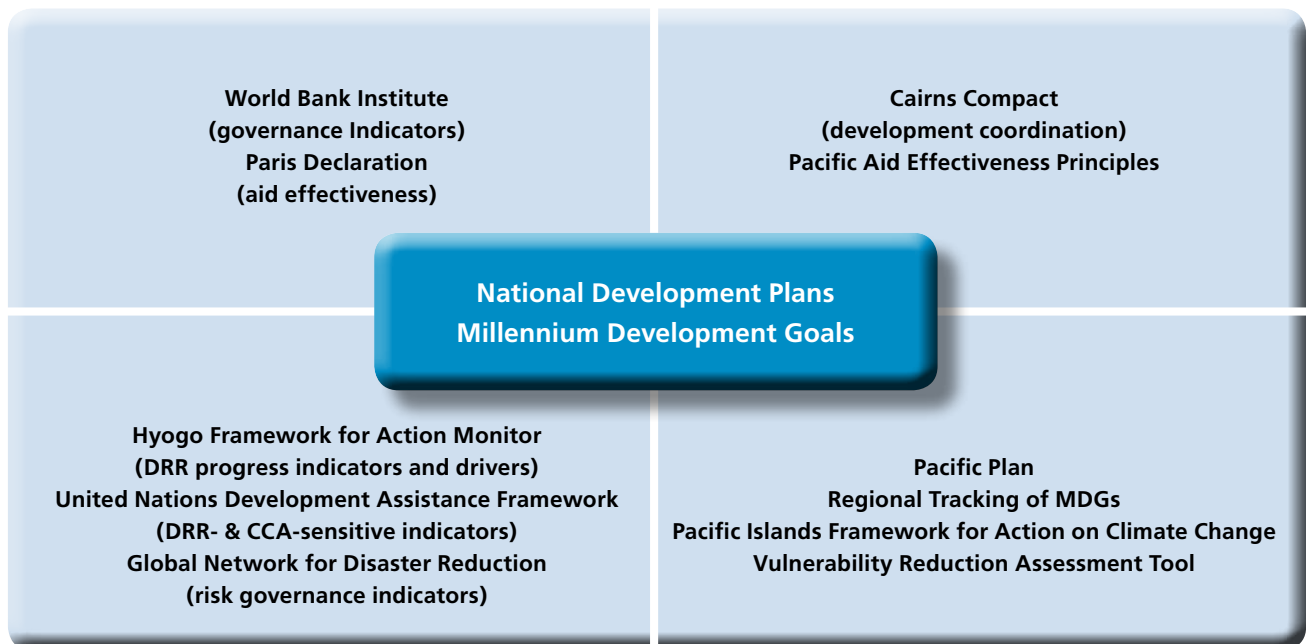 World Bank Institute
(governance Indicators)
Paris Declaration
(aid effectiveness)
Cairns Compact
(development coordination)
Pacific Aid Effectiveness Principles
National Development Plans
Millennium Development Goals
Hyogo Framework for Action Monitor
(DRR progress indicators and drivers)
United Nations Development Assistance Framework
(DRR- & CCA-sensitive indicators)
Global Network for Disaster Reduction
(risk governance indicators)
Pacific Plan
Regional Tracking of MDGs
Pacific Islands Framework for Action on Climate Change
Vulnerability Reduction Assessment Tool